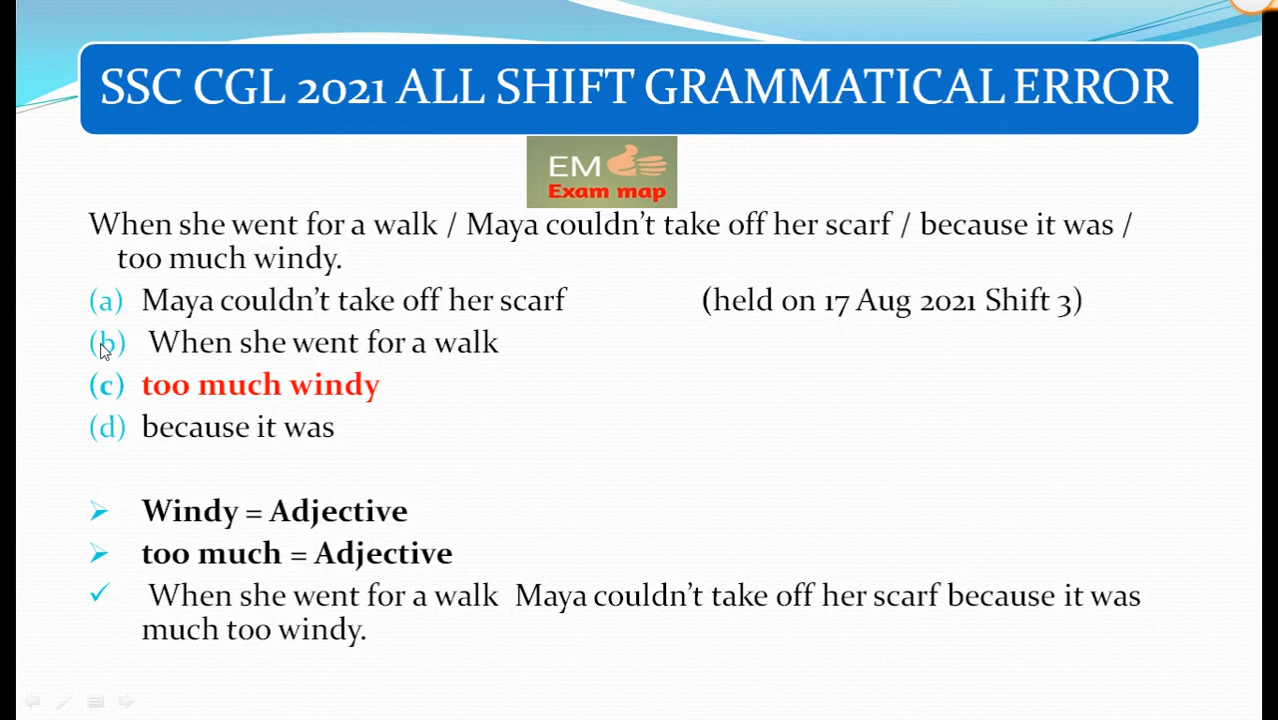 SSC CGL 2021 ALL SHIFT GRAMMATICAL ERROR
EM
Exam map
When she went for a walk / Maya couldn’t take off her scarf / because it was /
too much windy.
(a) Maya couldn’t take off her scarf (held on 17 Aug 2021 Shift 3)
(b) When she went for a walk
(c) too much windy
(d) because it was
Windy = Adjective
too much = Adjective
When she went for a walk Maya couldn’t take off her scarf because it was
much too windy.